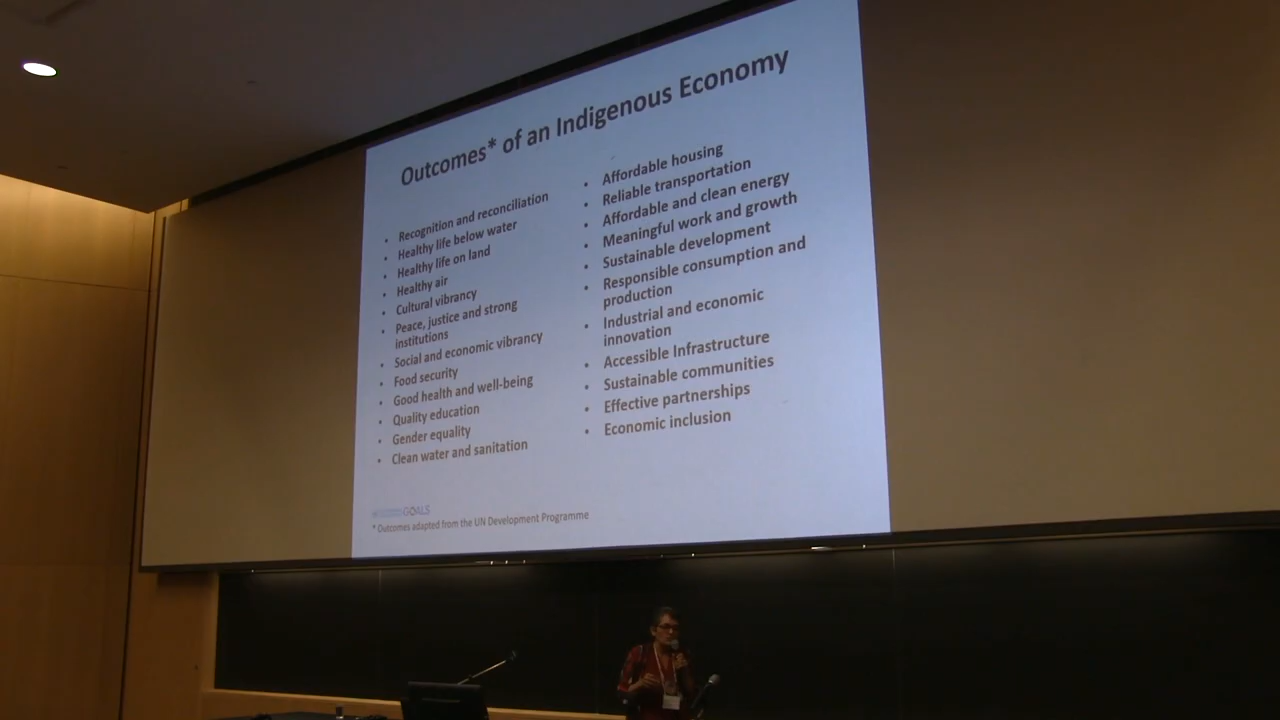 Outcomes* of an Indigenous Economy
• Recognition and reconciliation
• Healthy life below water
• Healthy life on land
• Healthy air
• Cultural vibrancy
• Peace, justice and strong
institutions
• Social and economic vibrancy
• Food security
• Good health and well-being
• Quality education
• Gender equality
• Clean water and sanitation
• Affordable housing
• Reliable transportation
• Affordable and clean energy
• Meaningful work and growth
• Sustainable development
• Responsible consumption and
production
• Industrial and economic
innovation
• Accessible Infrastructure
• Sustainable communities
• Effective partnerships
• Economic inclusion
GOALS
* Outcomes adapted from the UN Development Programme